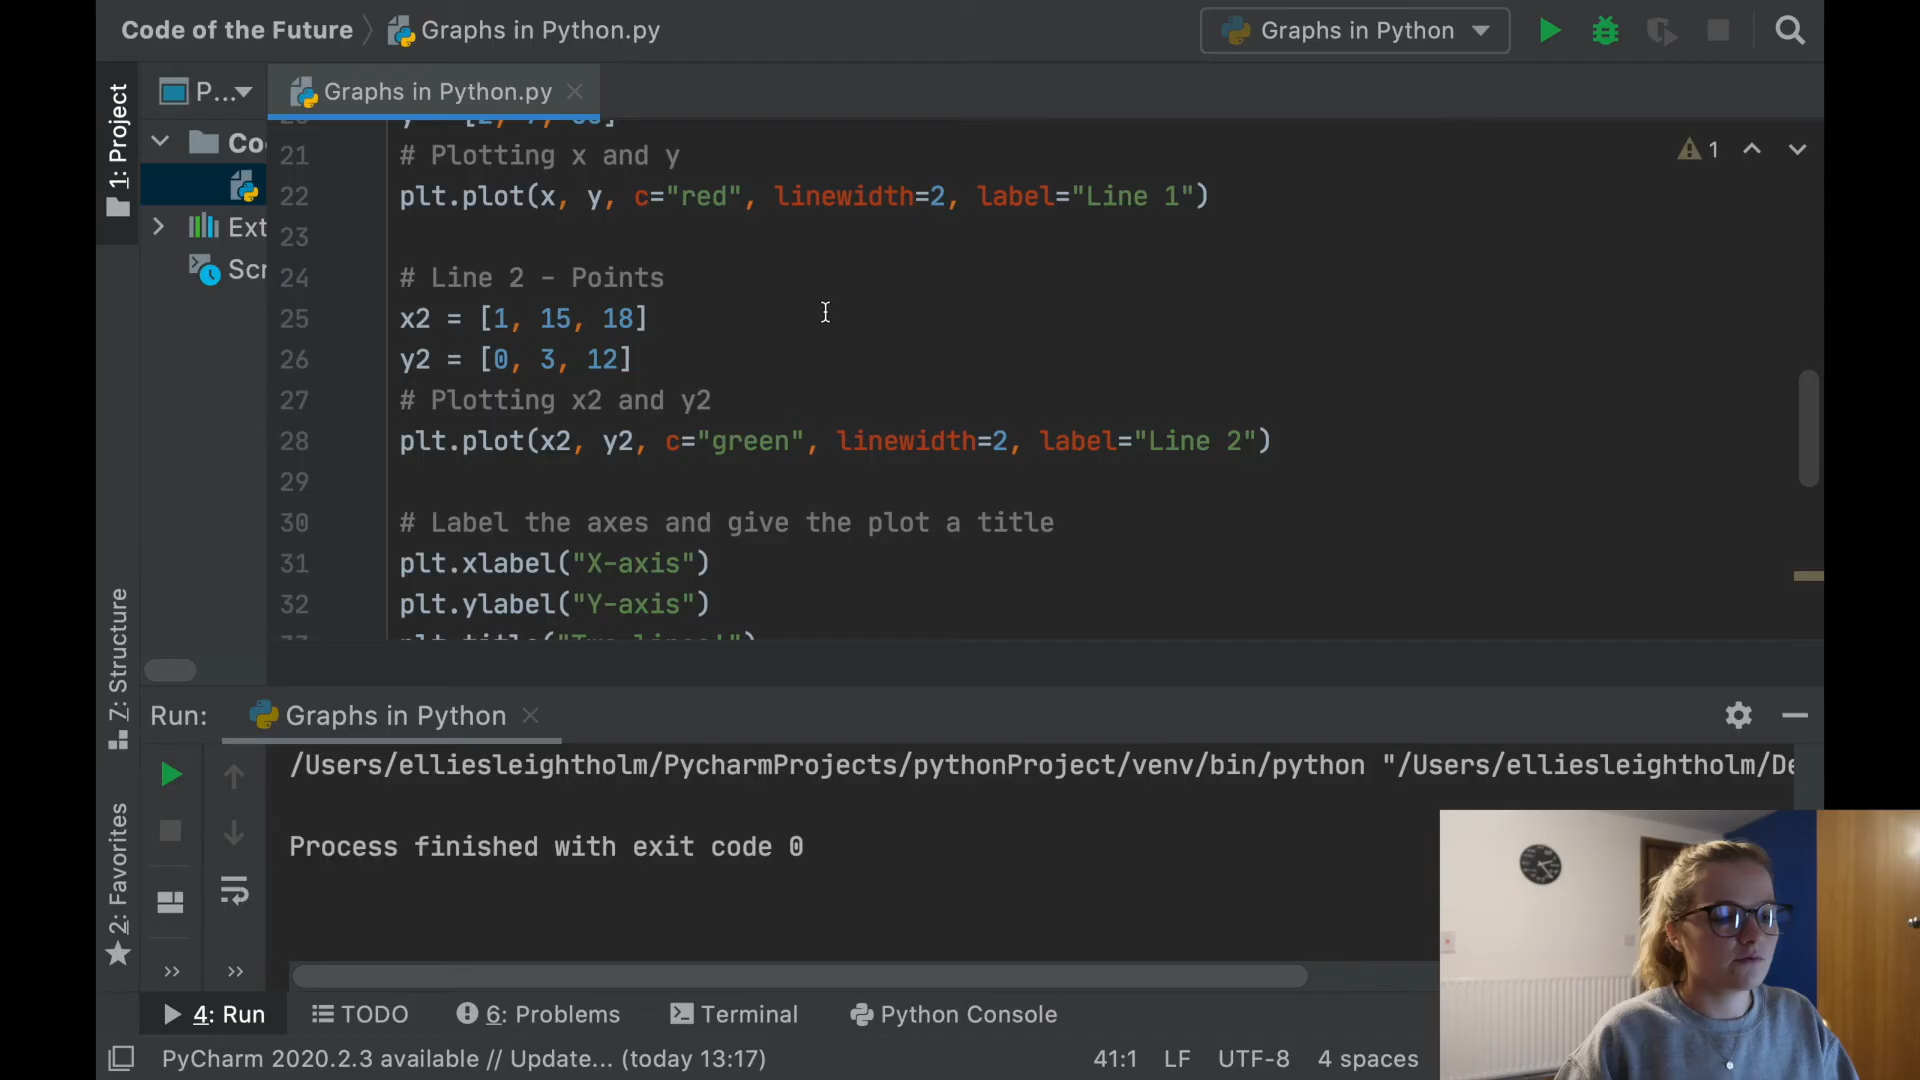 Code of the Future
Graphs in Python.py
Graphs in Python
1: Project
P...
Graphs in Python.py
Co
Ext
Scr
21 # Plotting x and y
1
22 plt.plot(x, y, c="red", linewidth=2, label="Line 1")
23
24 # Line 2 - Points
25 x2 = [1, 15, 18]
26 y2 = [0, 3, 12]
27 # Plotting x2 and y2
28 plt.plot(x2, y2, c="green", linewidth=2, label="Line 2")
29
30 # Label the axes and give the plot a title
31 plt.xlabel("X-axis")
32 plt.ylabel("Y-axis")
7: Structure
2: Favorites
Run: Graphs in Python
/Users/elliesleightholm/PycharmProjects/pythonProject/venv/bin/python "/Users/elliesleightholm/De
Process finished with exit code 0
4: Run TODO 6: Problems Terminal Python Console
PyCharm 2020.2.3 available // Update... (today 13:17) 41:1 LF UTF-8 4 spaces